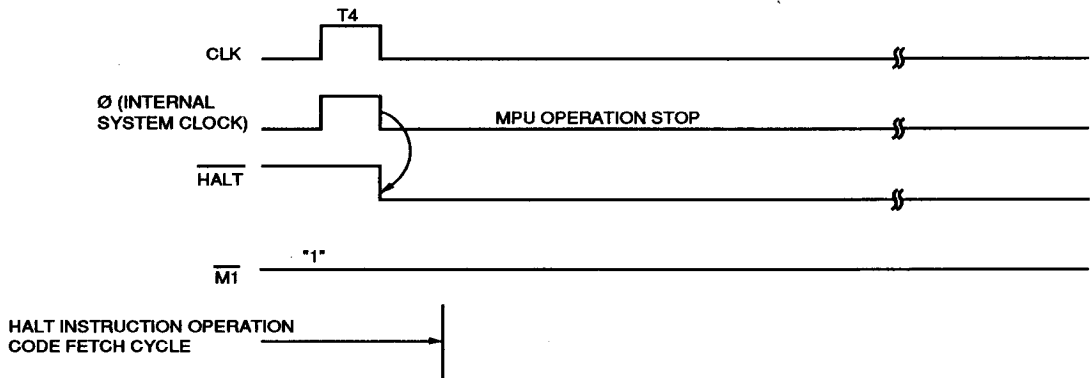 T4
CLK
Ø (INTERNAL
SYSTEM CLOCK)
MPU OPERATION STOP
HALT
"1"
M1
HALT INSTRUCTION OPERATION
CODE FETCH CYCLE